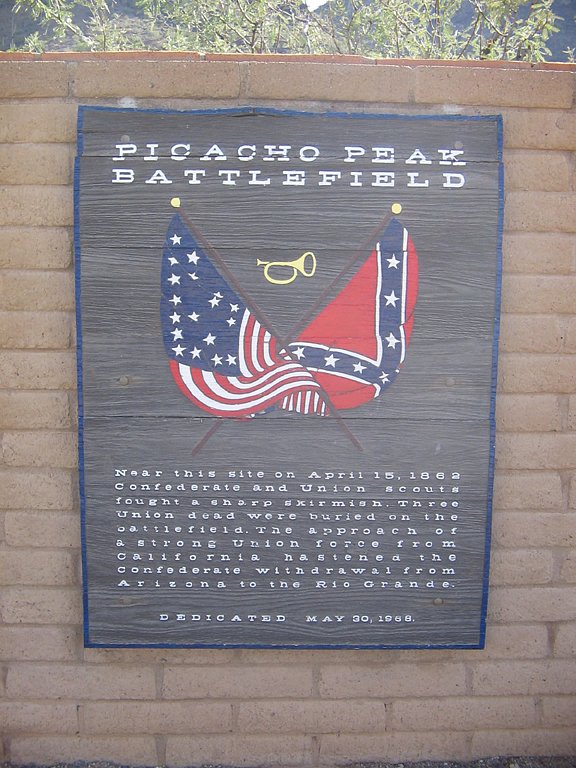 PICACHO PEAK
BATTLEFIELD
Near this site on April 15, 1862
Confederate and Union scouts
fought a sharp skirmish. Three
Union dead were buried on the
battlefield. The approach of
a strong Union force from
California hastened the
Confederate withdrawal from
Arizona to the Rio Grande.
DEDICATED MAY 30, 1958.